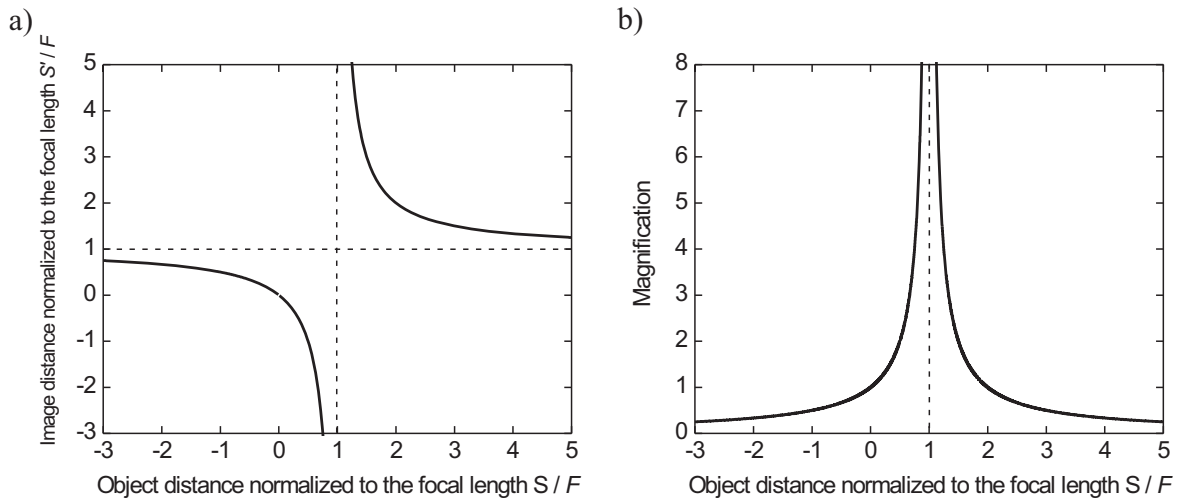 a)
Image distance normalized to the focal length S' / F
5
4
3
2
1
0
-1
-2
-3
-3 -2 -1 0 1 2 3 4 5
Object distance normalized to the focal length S / F
b)
Magnification
8
7
6
5
4
3
2
1
0
-3 -2 -1 0 1 2 3 4 5
Object distance normalized to the focal length S / F